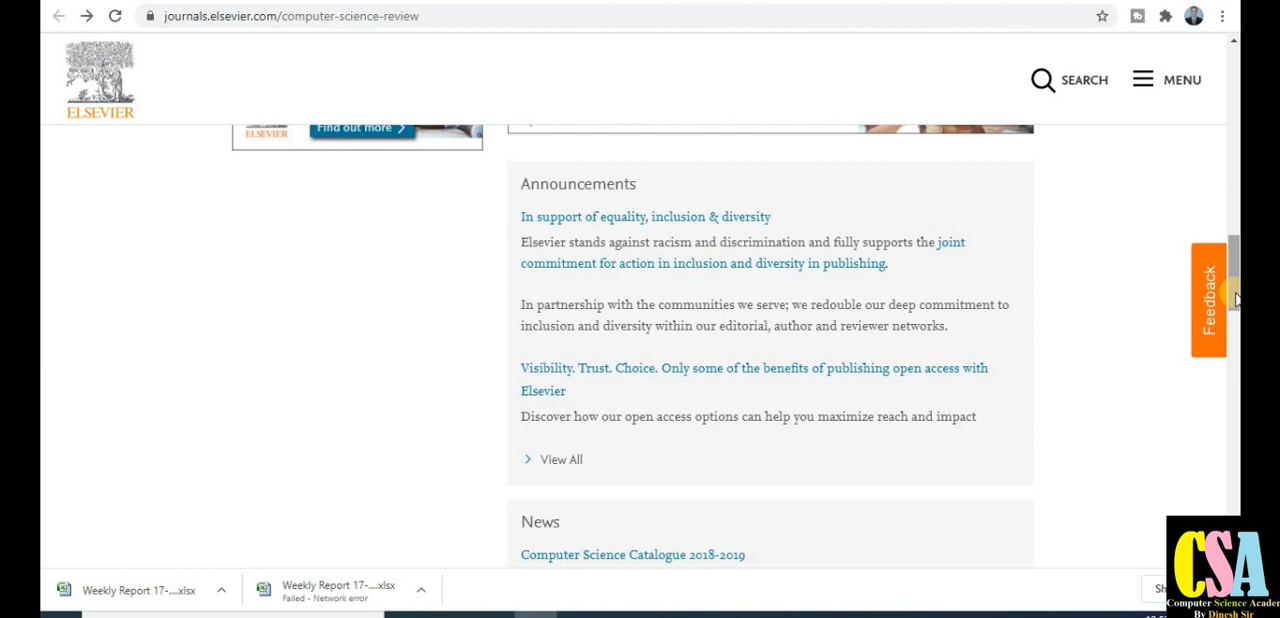 journals.elsevier.com/computer-science-review
ELSEVIER
SEARCH
MENU
ELSEVIER
Find out more
Announcements
In support of equality, inclusion & diversity
Elsevier stands against racism and discrimination and fully supports the joint
commitment for action in inclusion and diversity in publishing.
In partnership with the communities we serve; we redouble our deep commitment to
inclusion and diversity within our editorial, author and reviewer networks.
Visibility. Trust. Choice. Only some of the benefits of publishing open access with
Elsevier
Discover how our open access options can help you maximize reach and impact
View All
Feedback
News
Computer Science Catalogue 2018-2019
Weekly Report 17-....xlsx
Weekly Report 17-....xlsx
Failed - Network error
CSA
Computer Science
By Dinesh Sir